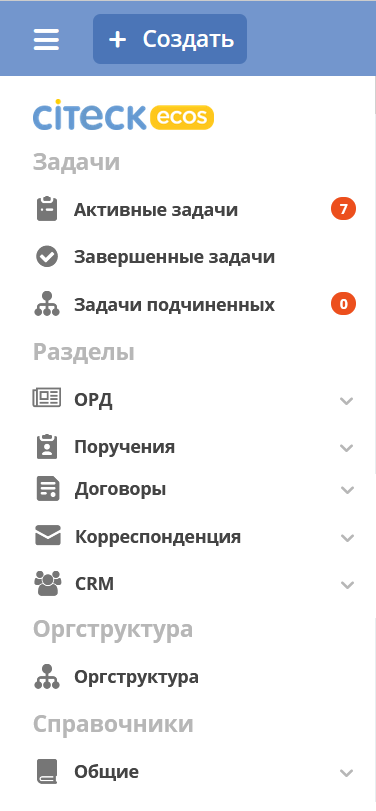 + Создать
citeck ecos
Задачи
Активные задачи 7
Завершенные задачи
Задачи подчиненных 0
Разделы
ОРД
Поручения
Договоры
Корреспонденция
CRM
Оргструктура
Оргструктура
Справочники
Общие